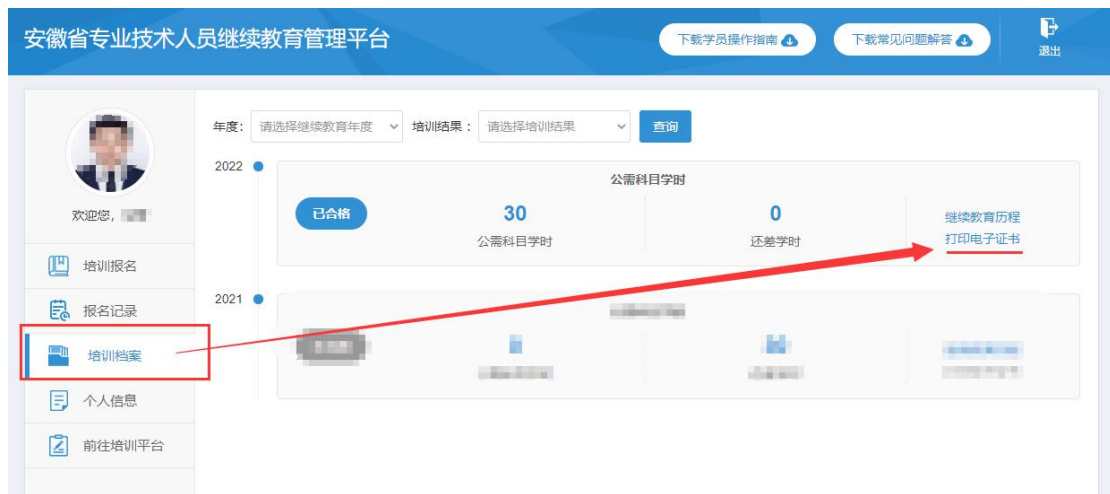 安徽省专业技术人员继续教育管理平台
下载学员操作指南
下载常见问题解答
退出
年度： 请选择继续教育年度 培训结果： 请选择培训结果 查询
2022
公需科目学时
已合格
30
公需科目学时
0
还差学时
继续教育历程
打印电子证书
欢迎您，
培训报名
报名记录
培训档案
个人信息
前往培训平台
2021